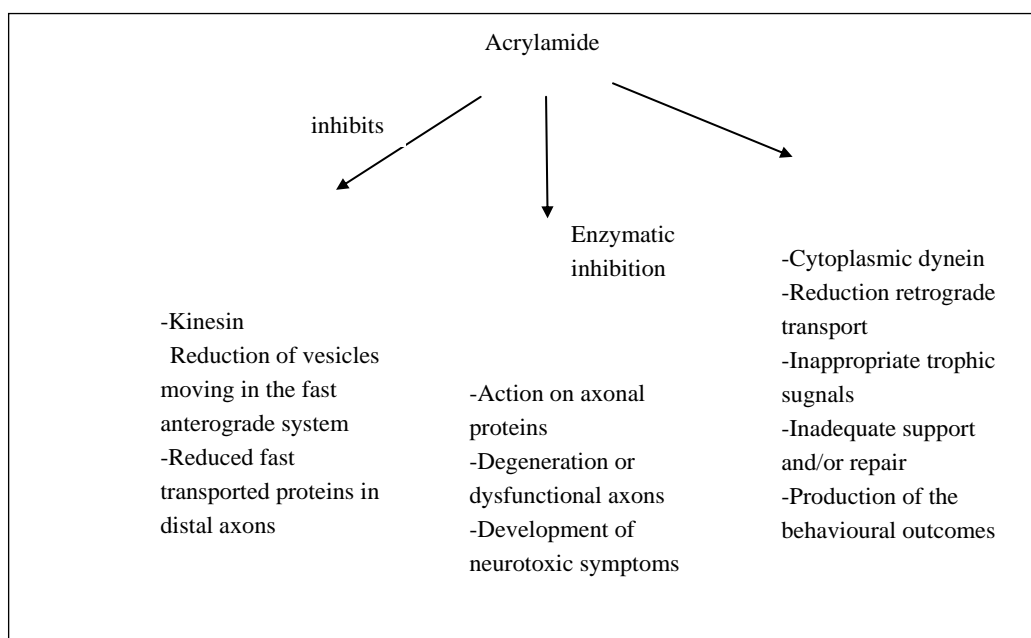 Acrylamide
inhibits
Enzymatic
inhibition
-Kinesin
Reduction of vesicles
moving in the fast
anterograde system
-Reduced fast
transported proteins in
distal axons
-Action on axonal
proteins
-Degeneration or
dysfunctional axons
-Development of
neurotoxic symptoms
-Cytoplasmic dynein
-Reduction retrograde
transport
-Inappropriate trophic
sugnals
-Inadequate support
and/or repair
-Production of the
behavioural outcomes